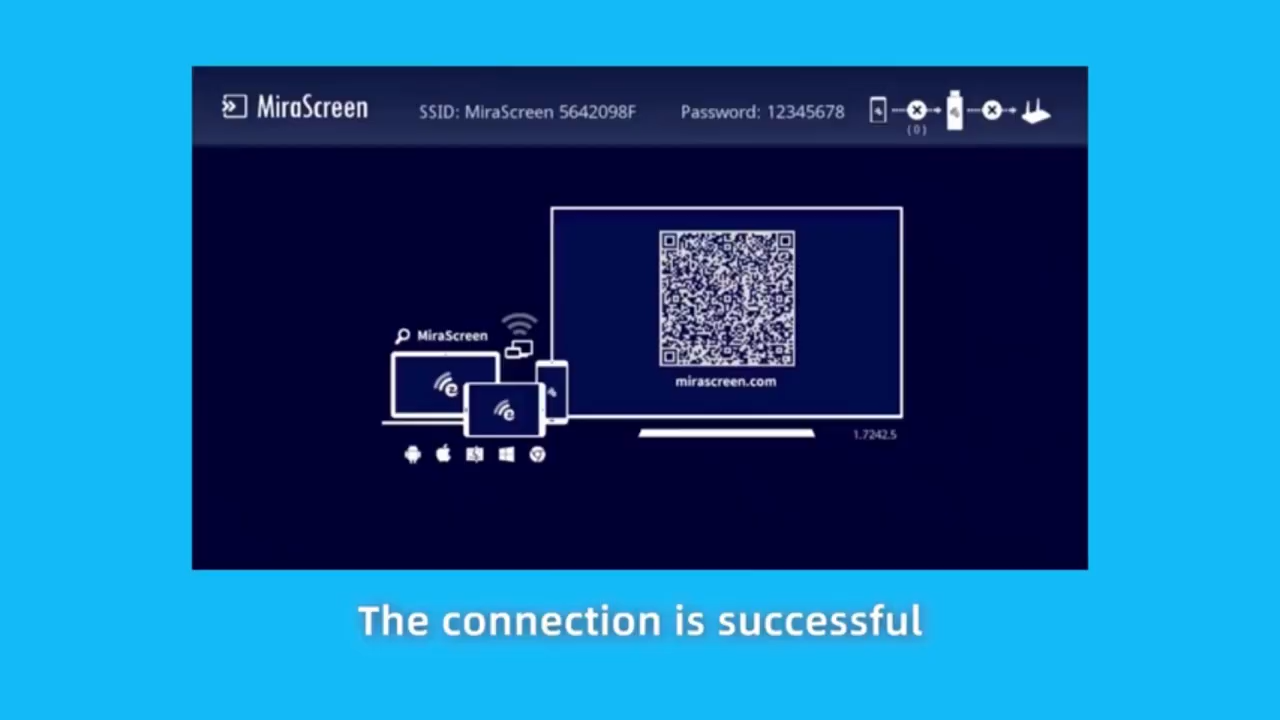 MiraScreen
SSID: MiraScreen 5642098F
Password: 12345678
(0)
MiraScreen
mirascreen.com
1.7242.5
The connection is successful